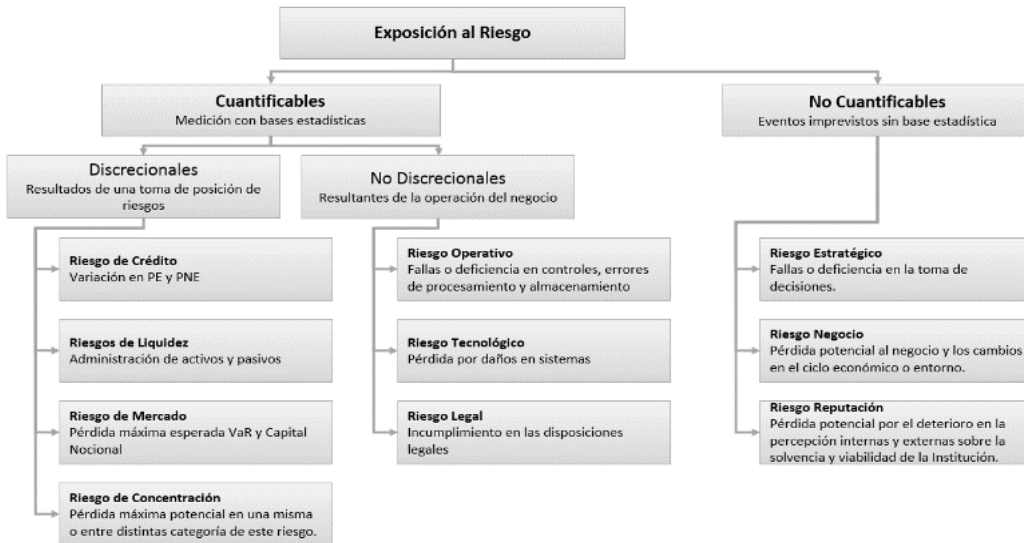 Exposición al Riesgo
Cuantificables
Medición con bases estadísticas
No Cuantificables
Eventos imprevistos sin base estadística
Discrecionales
Resultados de una toma de posición de
riesgos
No Discrecionales
Resultantes de la operación del negocio
Riesgo de Crédito
Variación en PE y PNE
Riesgos de Liquidez
Administración de activos y pasivos
Riesgo de Mercado
Pérdida máxima esperada VaR y Capital
Nocional
Riesgo de Concentración
Pérdida máxima potencial en una misma
o entre distintas categoría de este riesgo.
Riesgo Operativo
Fallas o deficiencia en controles, errores
de procesamiento y almacenamiento
Riesgo Tecnológico
Pérdida por daños en sistemas
Riesgo Legal
Incumplimiento en las disposiciones
legales
Riesgo Estratégico
Fallas o deficiencia en la toma de
decisiones.
Riesgo Negocio
Pérdida potencial al negocio y los cambios
en el ciclo económico o entorno.
Riesgo Reputación
Pérdida potencial por el deterioro en la
percepción internas y externas sobre la
solvencia y viabilidad de la Institución.